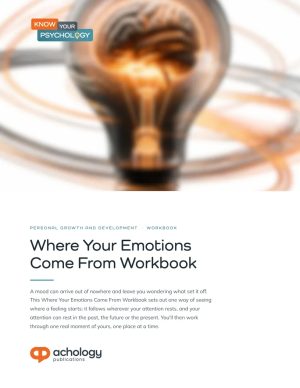 KNOW YOUR
PSYCHOLOGY
PERSONAL GROWTH AND DEVELOPMENT · WORKBOOK
Where Your Emotions
Come From Workbook
A mood can arrive out of nowhere and leave you wondering what set it off.
This Where Your Emotions Come From Workbook sets out one way of seeing
where a feeling starts: it follows wherever your attention rests, and your
attention can rest in the past, the future or the present. You'll then work
through one real moment of yours, one place at a time.
achology
publications